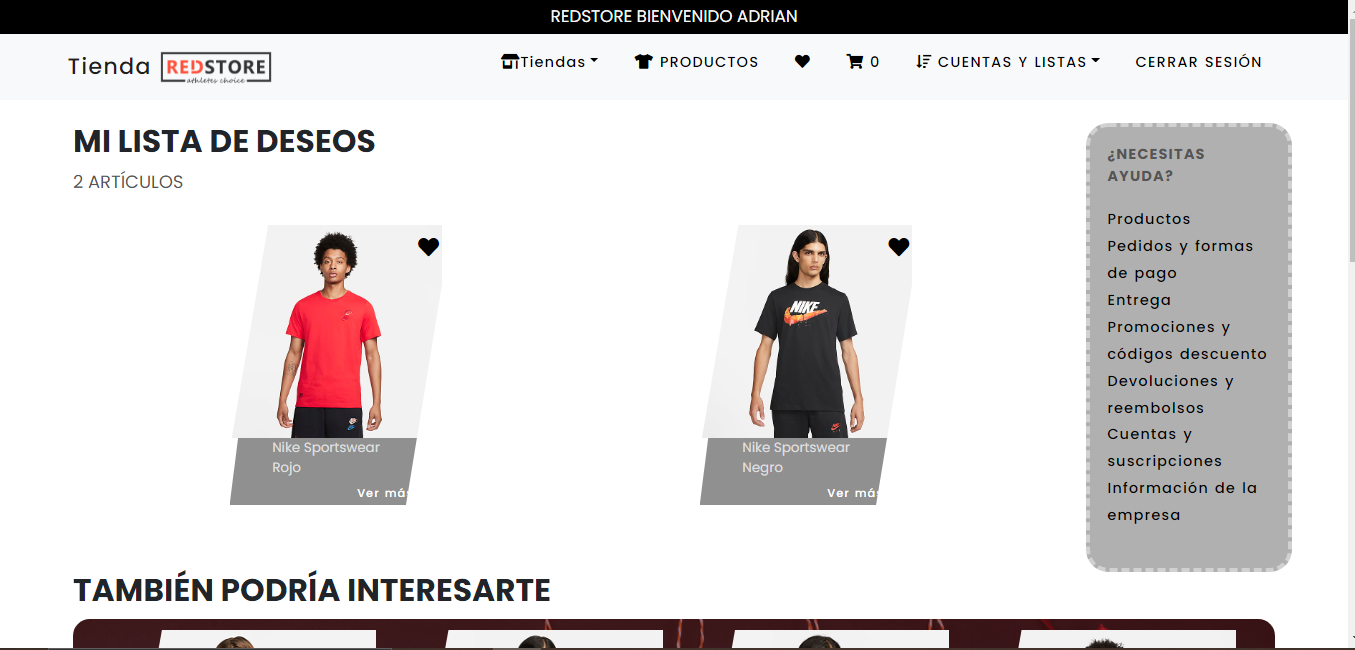 REDSTORE BIENVENIDO ADRIAN
Tienda REDSTORE
athletes choice
Tiendas PRODUCTOS 0 CUENTAS Y LISTAS CERRAR SESIÓN
MI LISTA DE DESEOS
2 ARTÍCULOS
NIKE
Nike Sportswear
Rojo
Ver más
Nike Sportswear
Negro
Ver más
¿NECESITAS
AYUDA?
Productos
Pedidos y formas
de pago
Entrega
Promociones y
códigos descuento
Devoluciones y
reembolsos
Cuentas y
suscripciones
Información de la
empresa
TAMBIÉN PODRÍA INTERESARTE